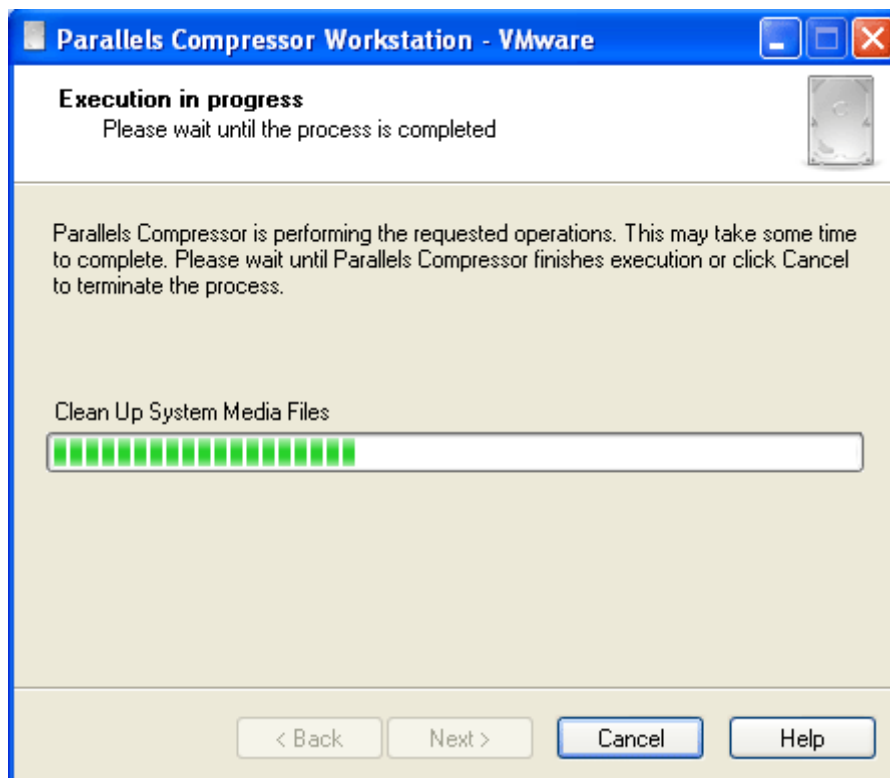 Parallels Compressor Workstation - VMware
Execution in progress
Please wait until the process is completed
Parallels Compressor is performing the requested operations. This may take some time
to complete. Please wait until Parallels Compressor finishes execution or click Cancel
to terminate the process.
Clean Up System Media Files
< Back
Next >
Cancel
Help